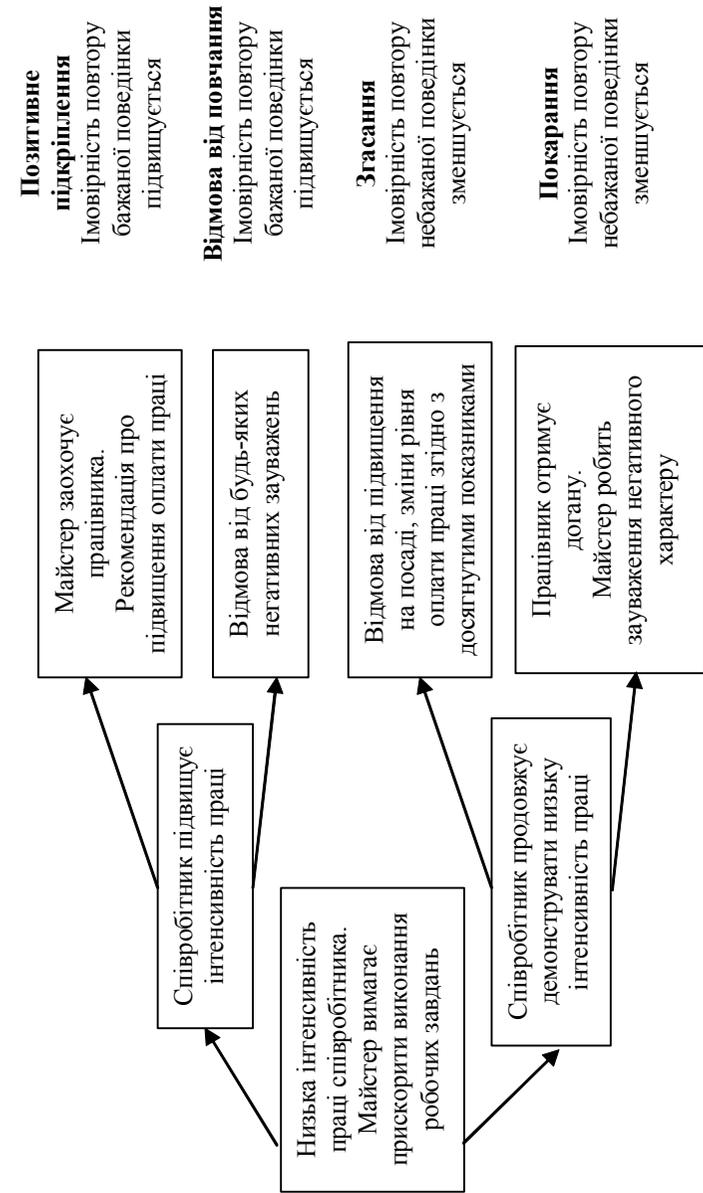 Низька інтенсивність
праці співробітника.
Майстер вимагає
прискорити виконання
робочих завдань
Співробітник підвищує
інтенсивність праці
Співробітник продовжує
демонструвати низьку
інтенсивність праці
Майстер заохочує
працівника.
Рекомендація про
підвищення оплати праці
Відмова від будь-яких
негативних зауважень
Відмова від підвищення
на посаді, зміни рівня
оплати праці згідно з
досягнутими показниками
Працівник отримує
догану.
Майстер робить
зауваження негативного
характеру
Позитивне
підкріплення
Імовірність повтору
бажаної поведінки
підвищується
Відмова від повчання
Імовірність повтору
бажаної поведінки
підвищується
Згасання
Імовірність повтору
небажаної поведінки
зменшується
Покарання
Імовірність повтору
небажаної поведінки
зменшується